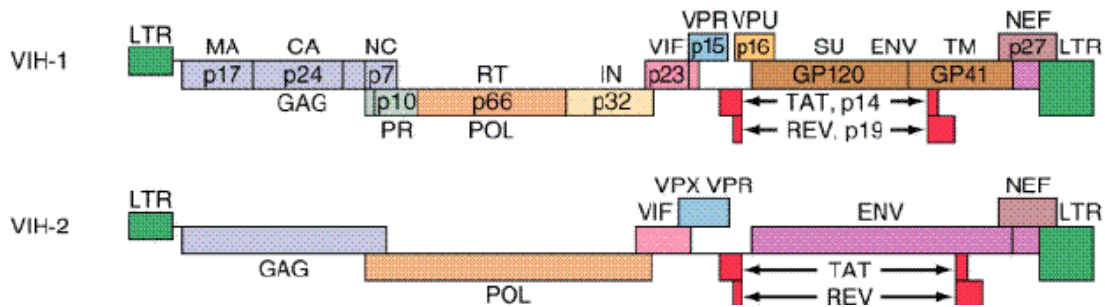 VPR VPU NEF
LTR MA CA NC VIF p15 p16 SU ENV TM p27 LTR
VIH-1 p17 p24 p7 RT IN p23 GP120 GP41
GAG p10 p66 p32 TAT, p14
PR POL REV, p19
VPX VPR NEF
LTR VIF ENV LTR
VIH-2
GAG TAT
POL REV